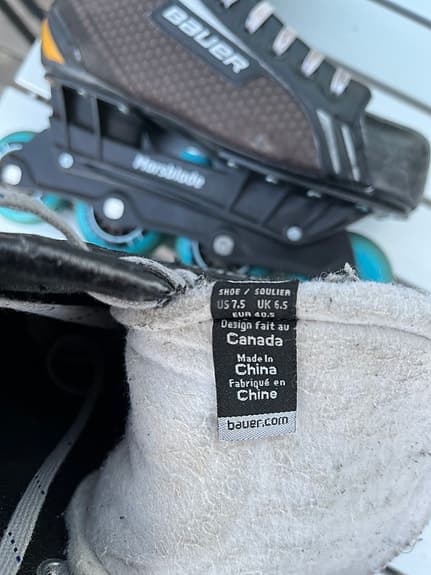 BAUER
Marsblade
SHOE / SOULIER
US 7.5 UK 6.5
EUR 40.5
Design fait au
Canada
Made in
China
Fabriqué en
Chine
bauer.com